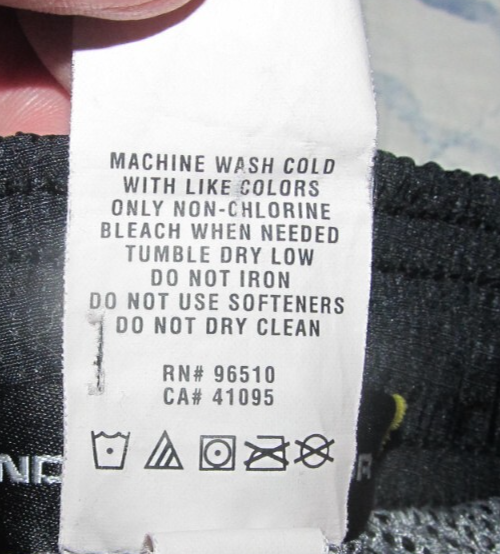 MACHINE WASH COLD
WITH LIKE COLORS
ONLY NON-CHLORINE
BLEACH WHEN NEEDED
TUMBLE DRY LOW
DO NOT IRON
DO NOT USE SOFTENERS
DO NOT DRY CLEAN
RN# 96510
CA# 41095